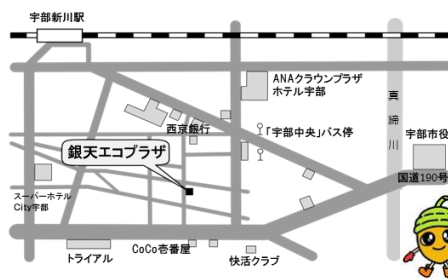 宇部新川駅
ANAクラウンプラザ
ホテル宇部
真締川
西京銀行
「宇部中央」バス停
宇部市役
銀天エコプラザ
国道190号
スーパーホテル
City宇部
トライアル
CoCo壱番屋
快活クラブ